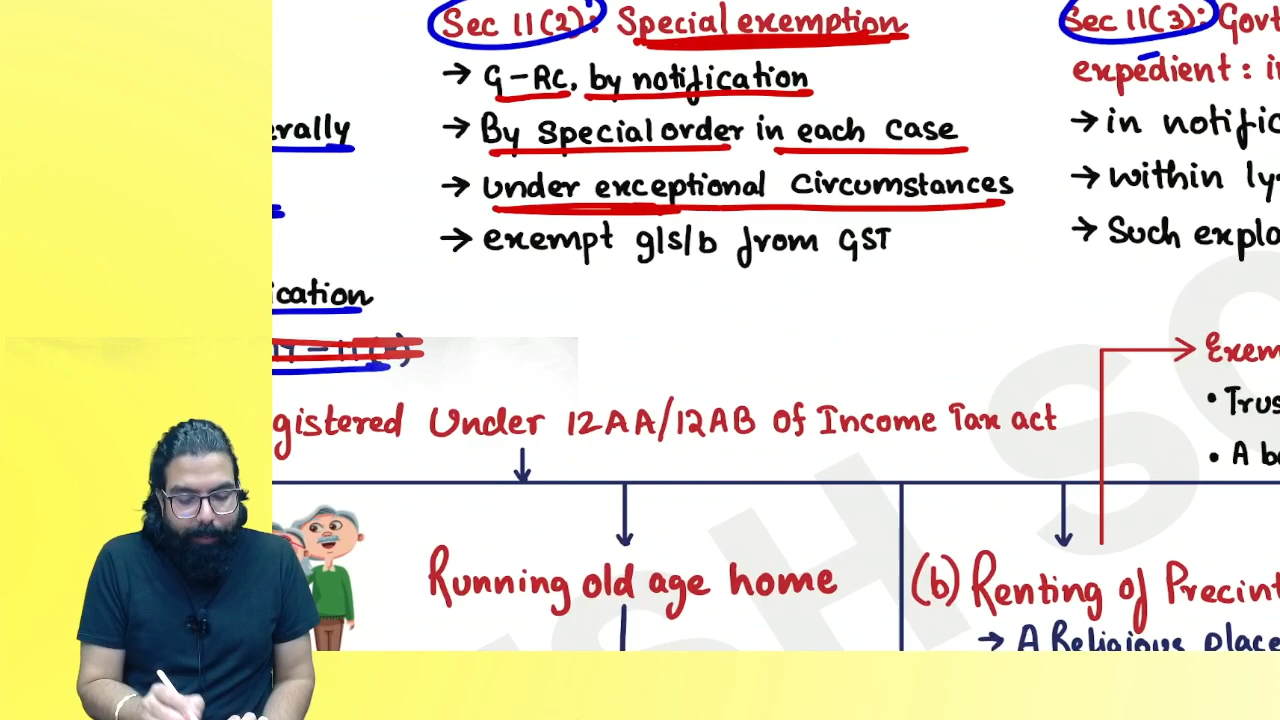 Sec 11(2): Special exemption
→ G-RC, by notification
→ By special order in each case
→ under exceptional Circumstances
→ exempt g/s/b from GST
Sec 11(3): Govt
expedient: i
→ in notific
→ within 1y
→ Such expla
erally
ication
gistered Under 12AA/12AB Of Income Tax act
Exem
• Trus
• A b
Running old age home
(b) Renting of Precint
→ A Religious place